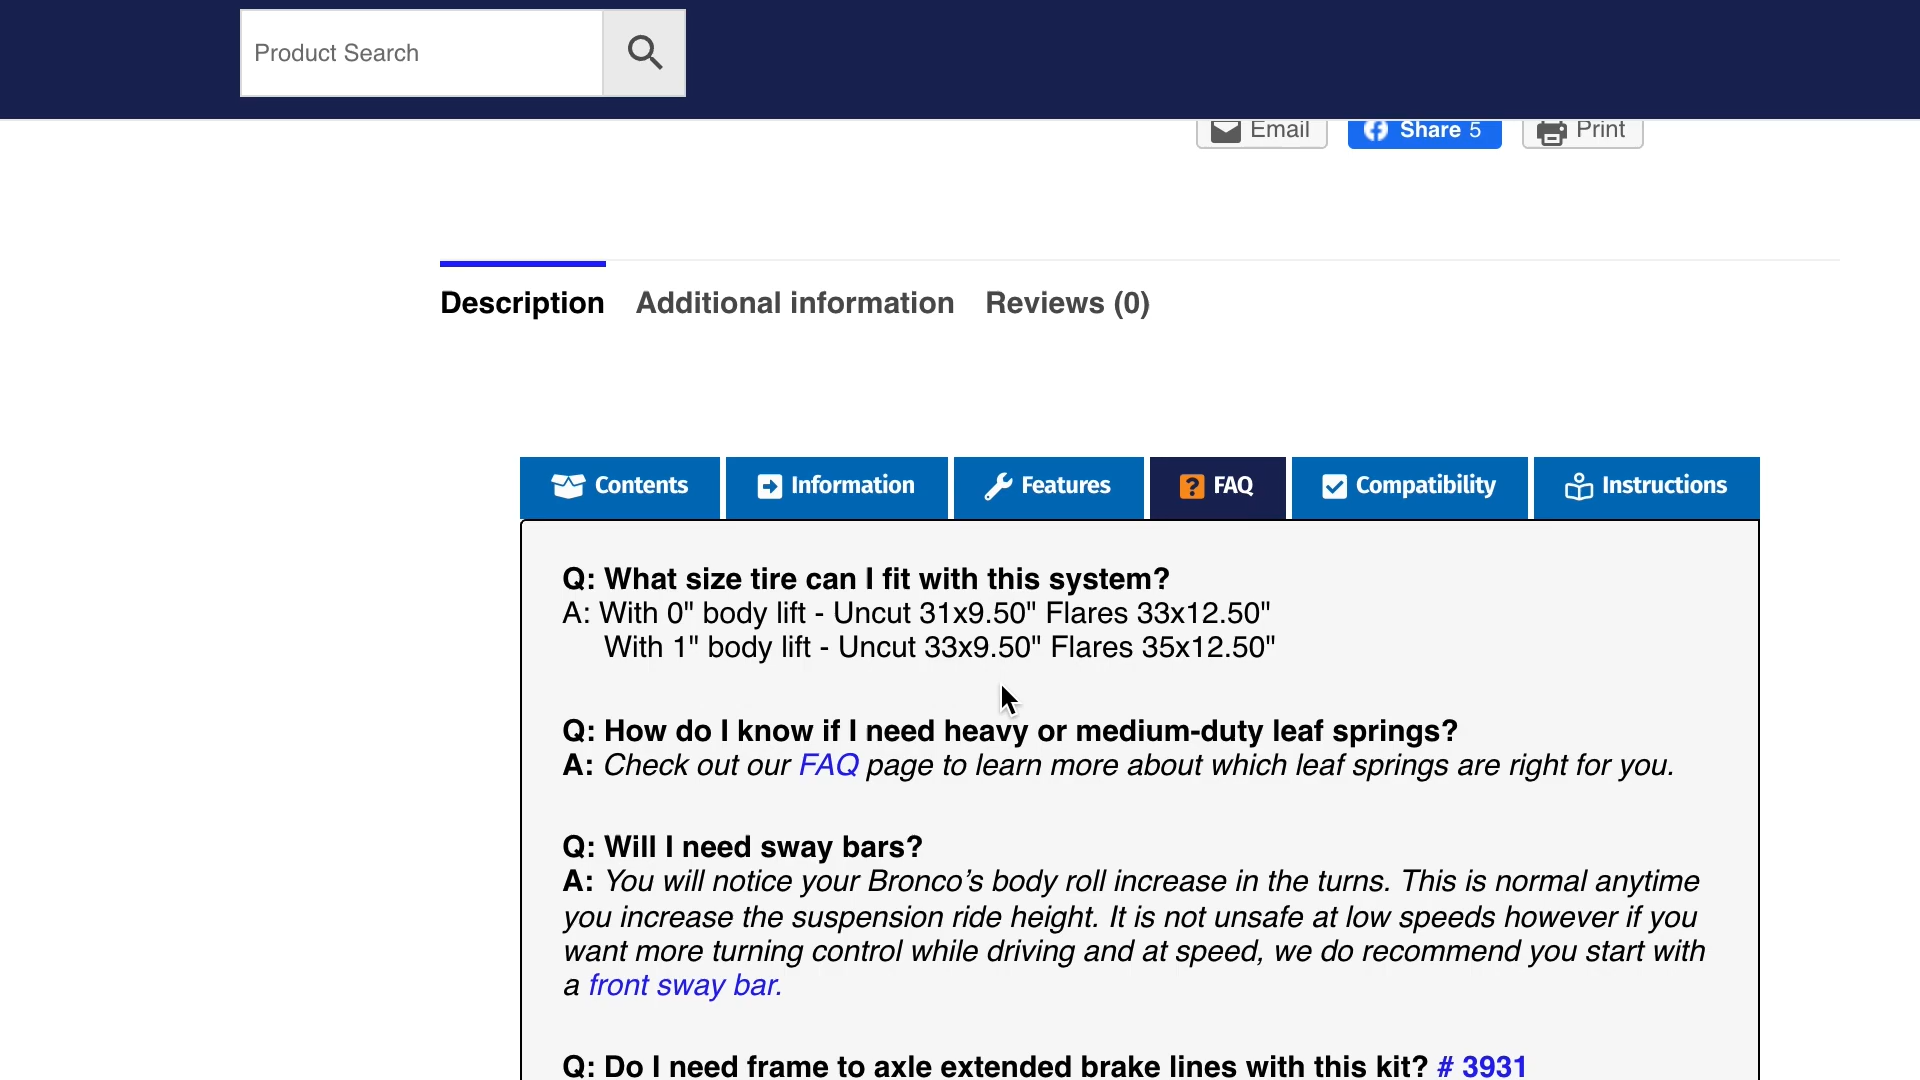 Product Search
Email
Share 5
Print
Description
Additional information
Reviews (0)
Contents
Information
Features
FAQ
Compatibility
Instructions
Q: What size tire can I fit with this system?
A: With 0" body lift - Uncut 31x9.50" Flares 33x12.50"
With 1" body lift - Uncut 33x9.50" Flares 35x12.50"
Q: How do I know if I need heavy or medium-duty leaf springs?
A: Check out our FAQ page to learn more about which leaf springs are right for you.
Q: Will I need sway bars?
A: You will notice your Bronco’s body roll increase in the turns. This is normal anytime
you increase the suspension ride height. It is not unsafe at low speeds however if you
want more turning control while driving and at speed, we do recommend you start with
a front sway bar.
Q: Do I need frame to axle extended brake lines with this kit? # 3931